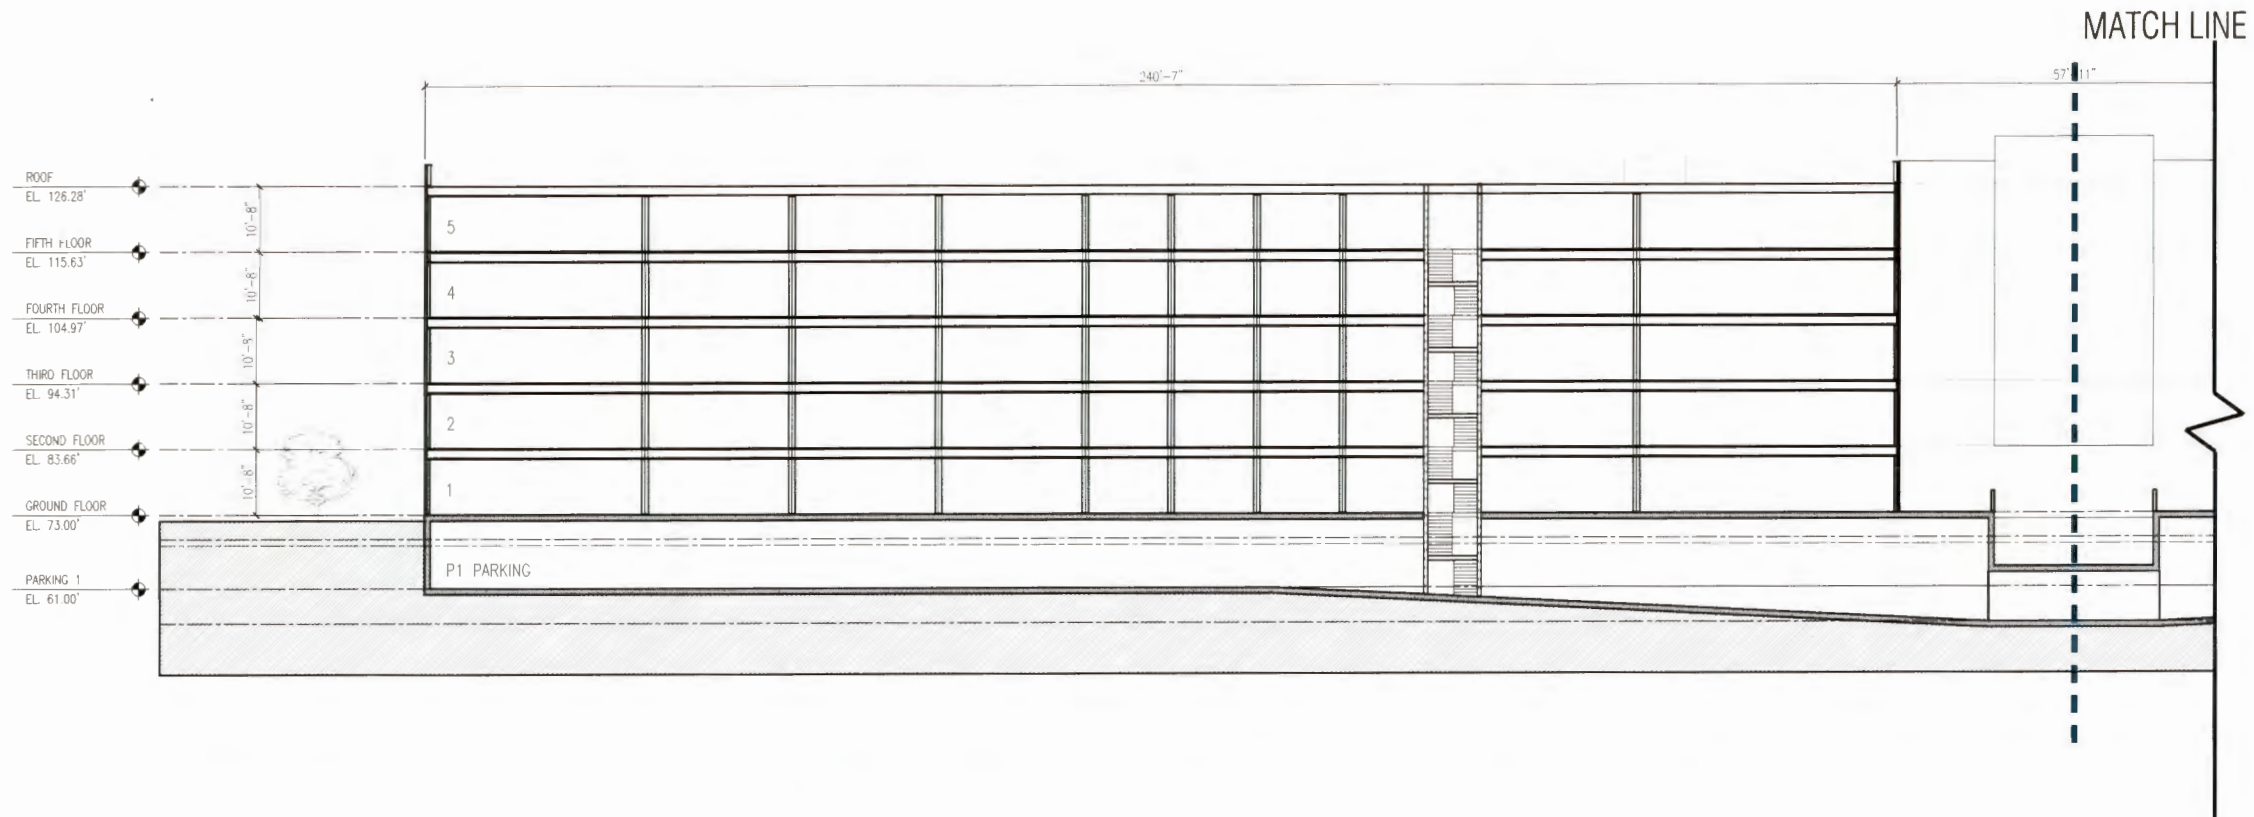 MATCH LINE
240'-7"
57'-11"
ROOF
EL. 126.28'
10'-8"
5
FIFTH FLOOR
EL. 115.63'
10'-8"
4
FOURTH FLOOR
EL. 104.97'
10'-8"
3
THIRD FLOOR
EL. 94.31'
10'-8"
2
SECOND FLOOR
EL. 83.66'
10'-8"
1
GROUND FLOOR
EL. 73.00'
P1 PARKING
PARKING 1
EL. 61.00'